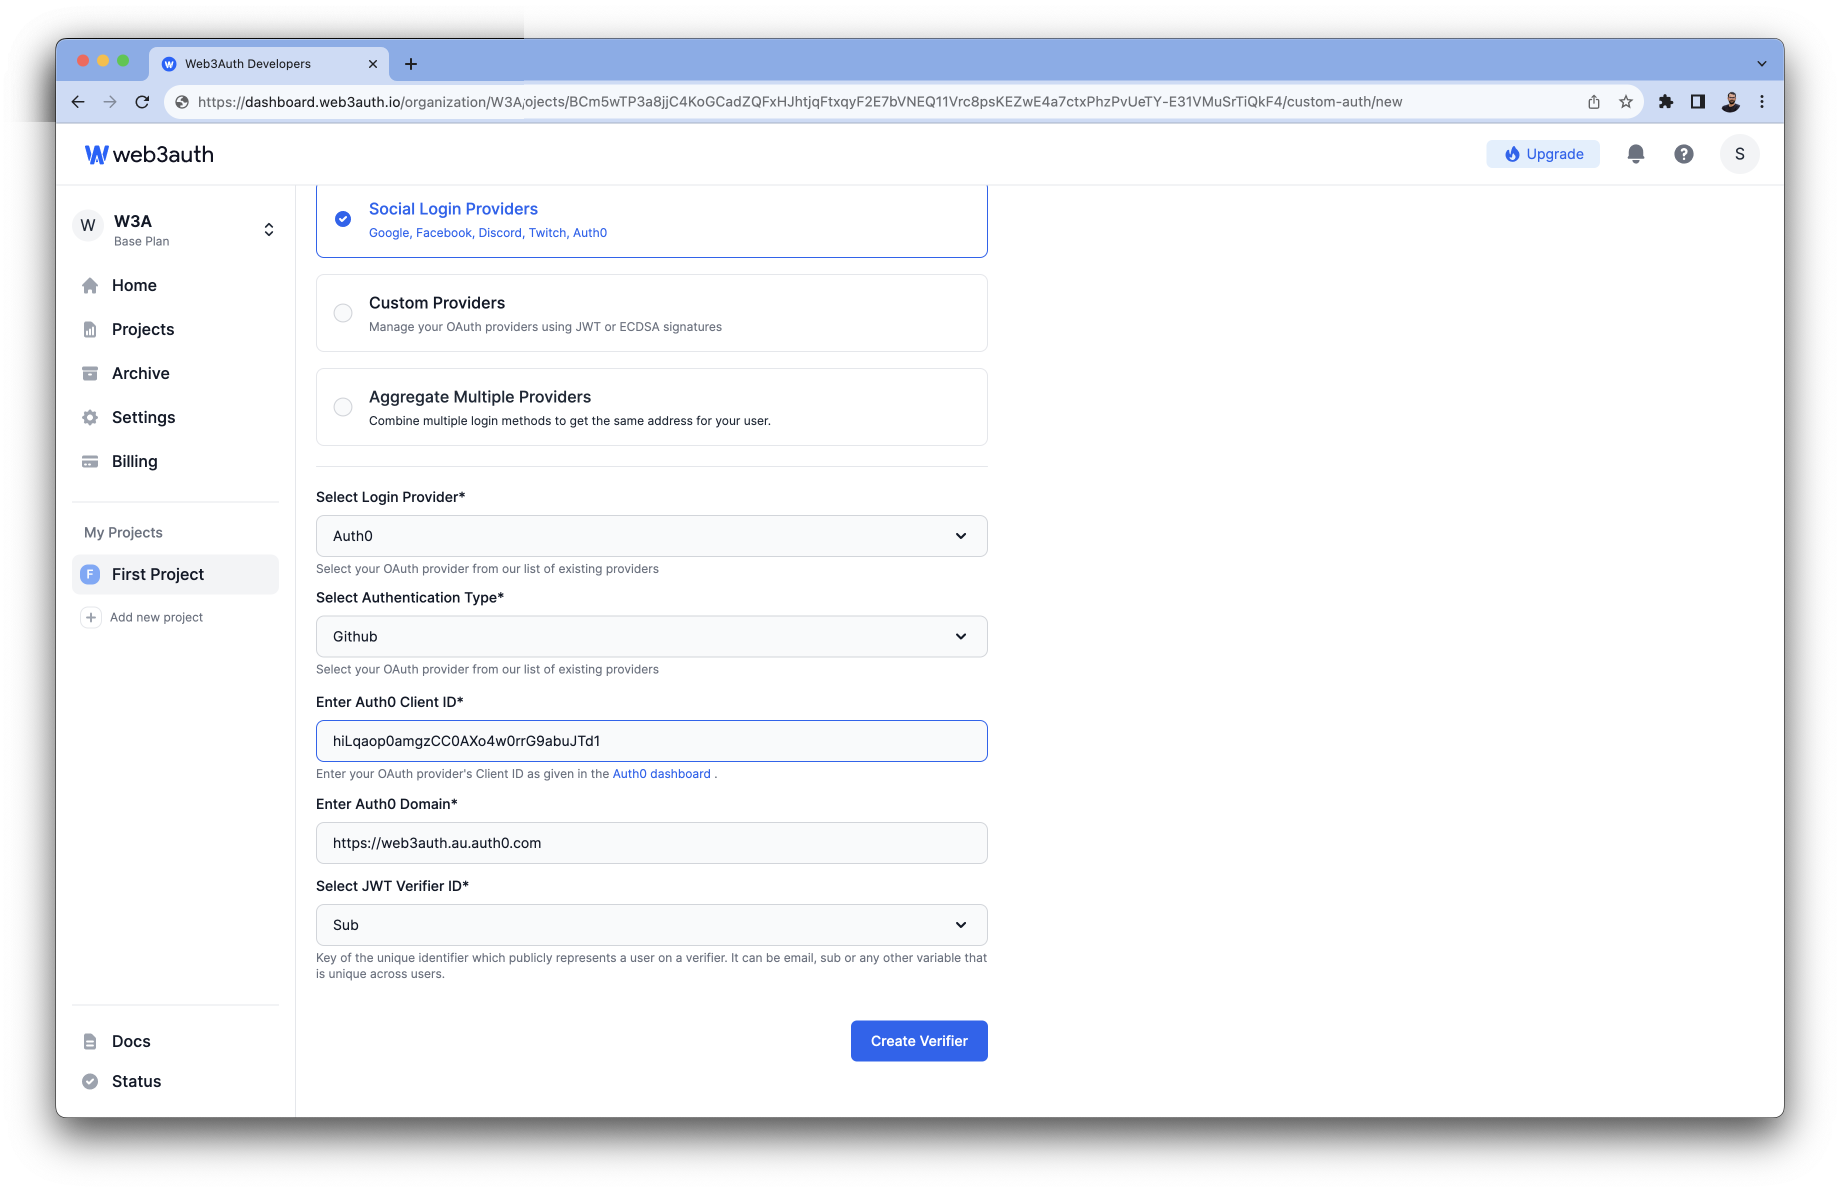 Web3Auth Developers
https://dashboard.web3auth.io/organization/W3A/ojects/BCm5wTP3a8jjC4KoGCadZQFxHJhtjqFtxqyF2E7bVNEQ11Vrc8psKEZwE4a7ctxPhzPvUeTY-E31VMuSrTiQkF4/custom-auth/new
web3auth
Upgrade
S
W
W3A
Base Plan
Home
Projects
Archive
Settings
Billing
My Projects
F
First Project
Add new project
Docs
Status
Social Login Providers
Google, Facebook, Discord, Twitch, Auth0
Custom Providers
Manage your OAuth providers using JWT or ECDSA signatures
Aggregate Multiple Providers
Combine multiple login methods to get the same address for your user.
Select Login Provider*
Auth0
Select your OAuth provider from our list of existing providers
Select Authentication Type*
Github
Select your OAuth provider from our list of existing providers
Enter Auth0 Client ID*
hiLqaop0amgzCC0AXo4w0rrG9abuJTd1
Enter your OAuth provider's Client ID as given in the Auth0 dashboard .
Enter Auth0 Domain*
https://web3auth.au.auth0.com
Select JWT Verifier ID*
Sub
Key of the unique identifier which publicly represents a user on a verifier. It can be email, sub or any other variable that
is unique across users.
Create Verifier